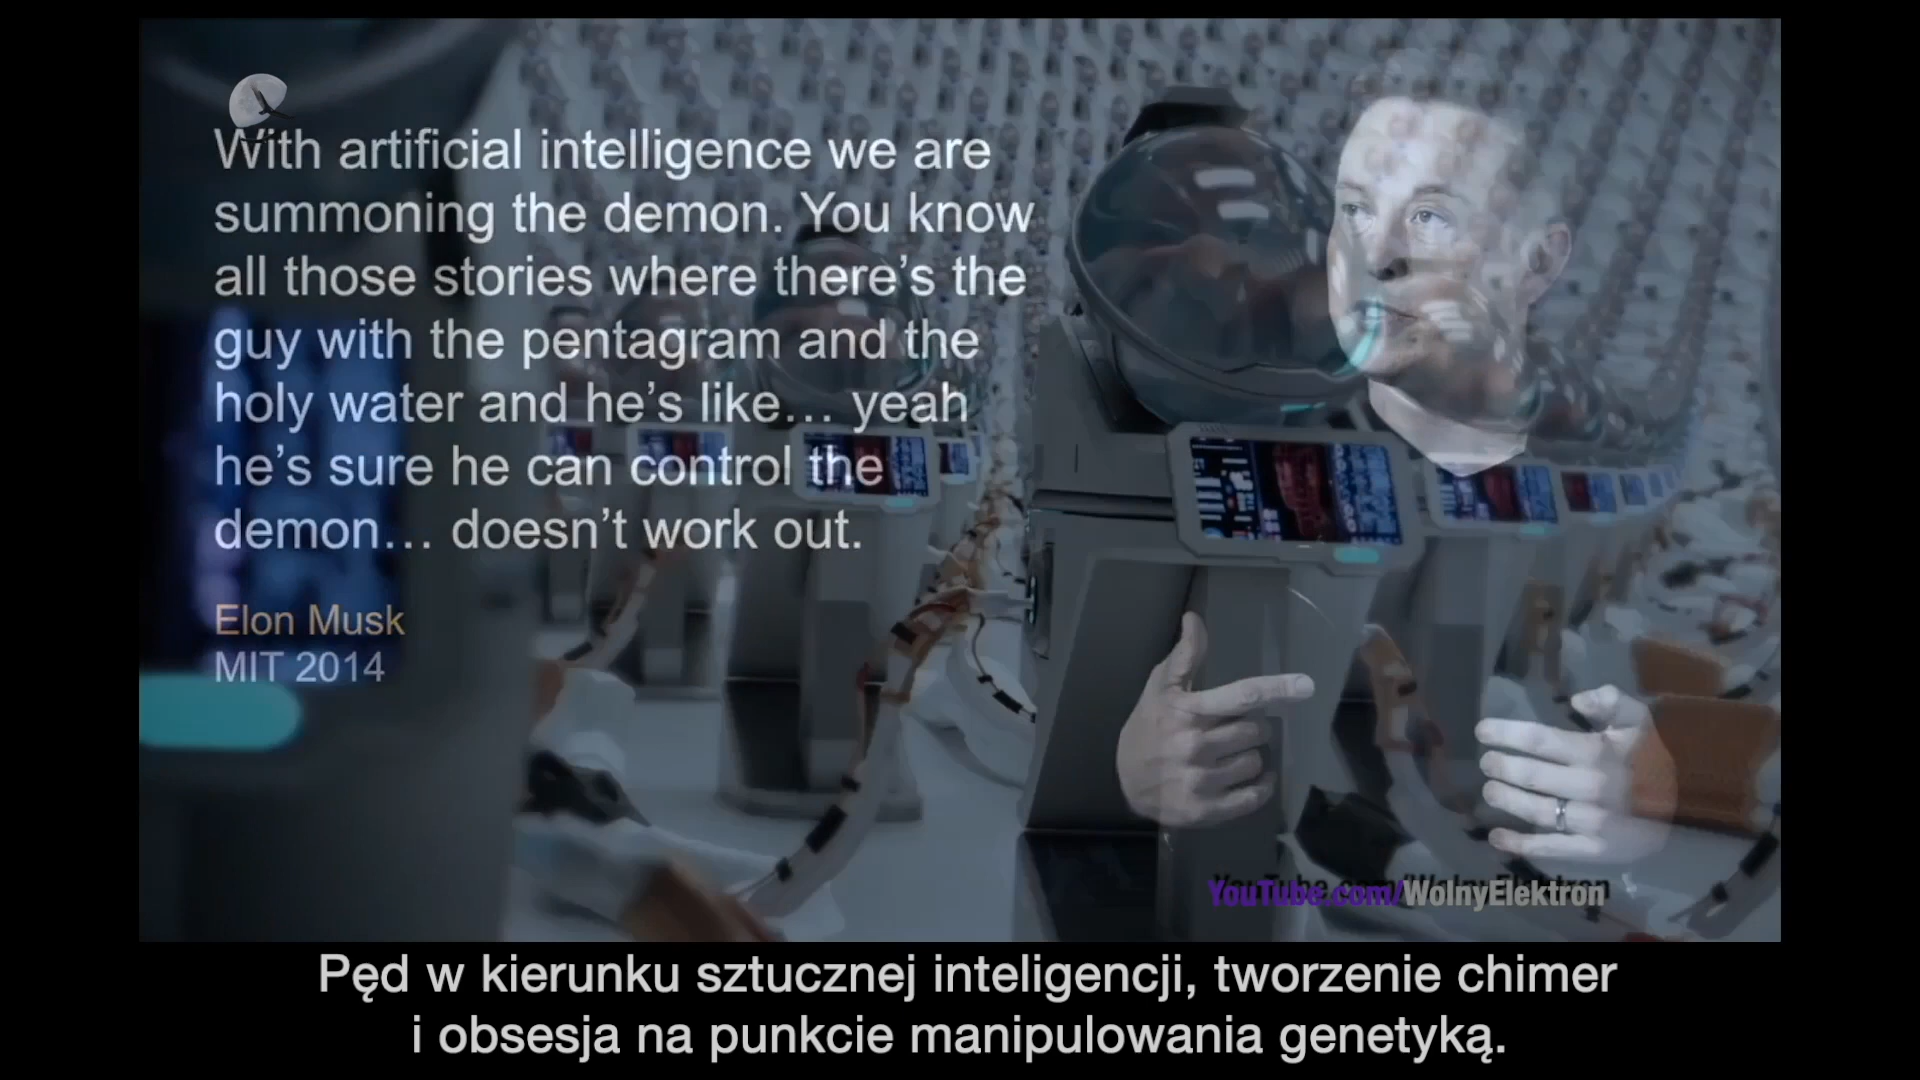 With artificial intelligence we are
summoning the demon. You know
all those stories where there's the
guy with the pentagram and the
holy water and he's like... yeah
he's sure he can control the
demon... doesn't work out.
Elon Musk
MIT 2014
YouTube.com/WolnyElektron
Pęd w kierunku sztucznej inteligencji, tworzenie chimer
i obsesja na punkcie manipulowania genetyką.